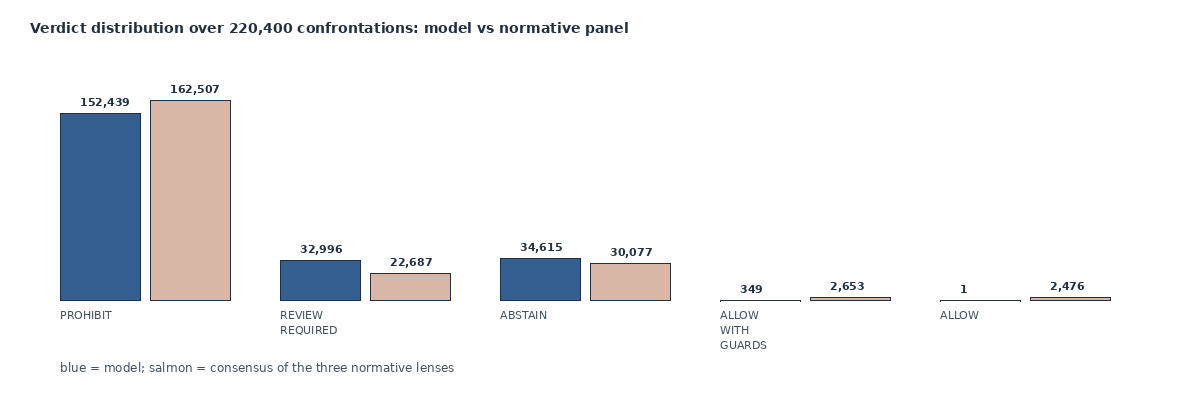 Verdict distribution over 220,400 confrontations: model vs normative panel
152,439
162,507
32,996
22,687
34,615
30,077
349
2,653
1
2,476
PROHIBIT
REVIEW
REQUIRED
ABSTAIN
ALLOW
WITH
GUARDS
ALLOW
blue = model; salmon = consensus of the three normative lenses